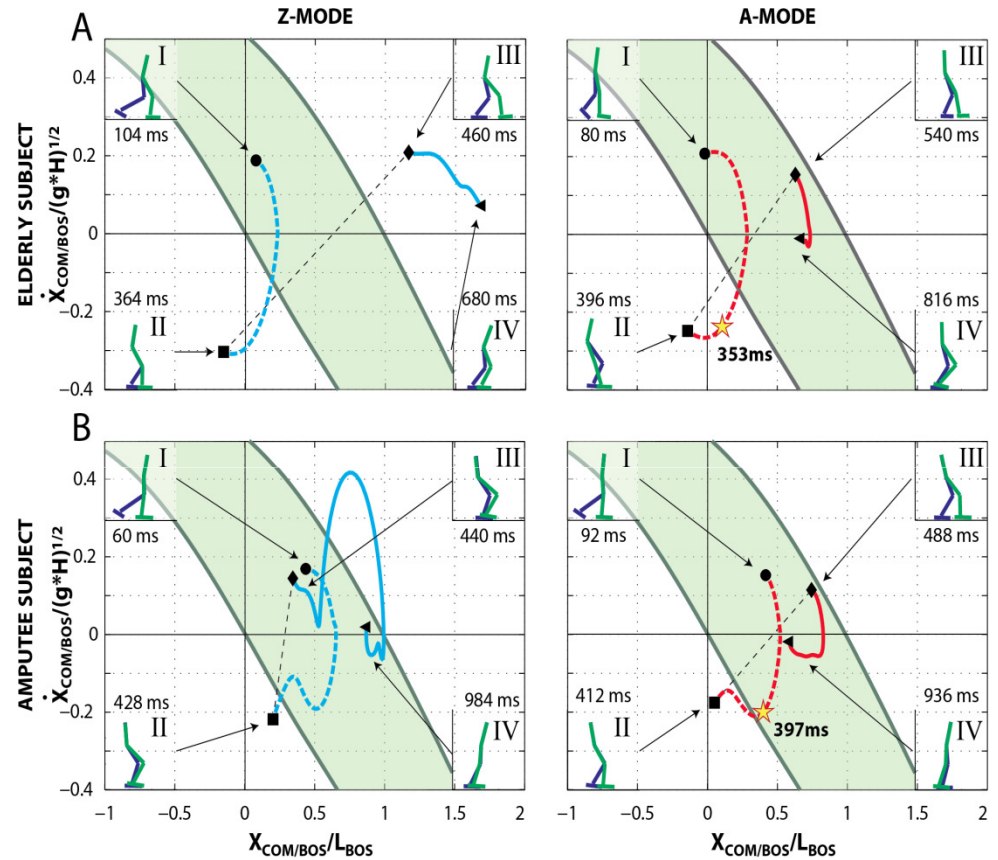 Z-MODE
A-MODE
A
I
III
104 ms
460 ms
364 ms
680 ms
II
IV
0.4
0.2
0
−0.2
−0.4
ELDERLY SUBJECT
Ẋ_COM/BOS/(g*H)^1/2
I
III
80 ms
540 ms
396 ms
816 ms
II
IV
353ms
B
I
III
60 ms
440 ms
428 ms
984 ms
II
IV
0.4
0.2
0
−0.2
−0.4
AMPUTEE SUBJECT
Ẋ_COM/BOS/(g*H)^1/2
−1 −0.5 0 0.5 1 1.5 2
X_COM/BOS/L_BOS
I
III
92 ms
488 ms
412 ms
936 ms
II
IV
397ms
−1 −0.5 0 0.5 1 1.5 2
X_COM/BOS/L_BOS